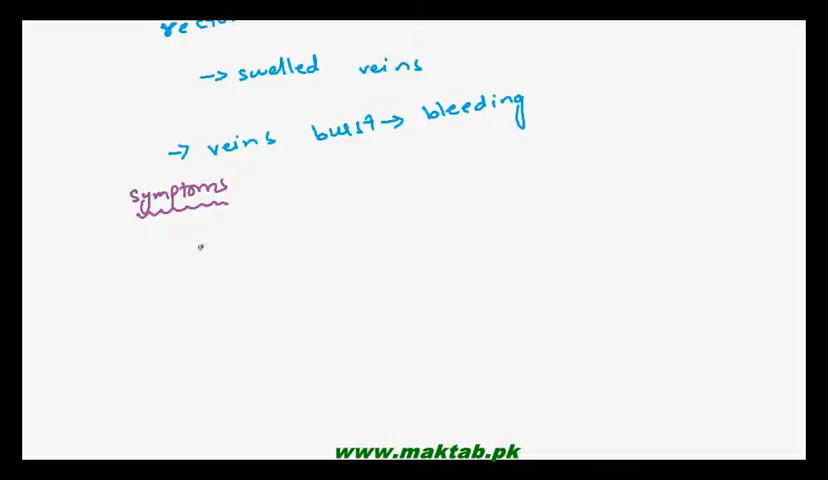 → swelled veins
→ veins burst → bleeding
symptoms
www.maktab.pk